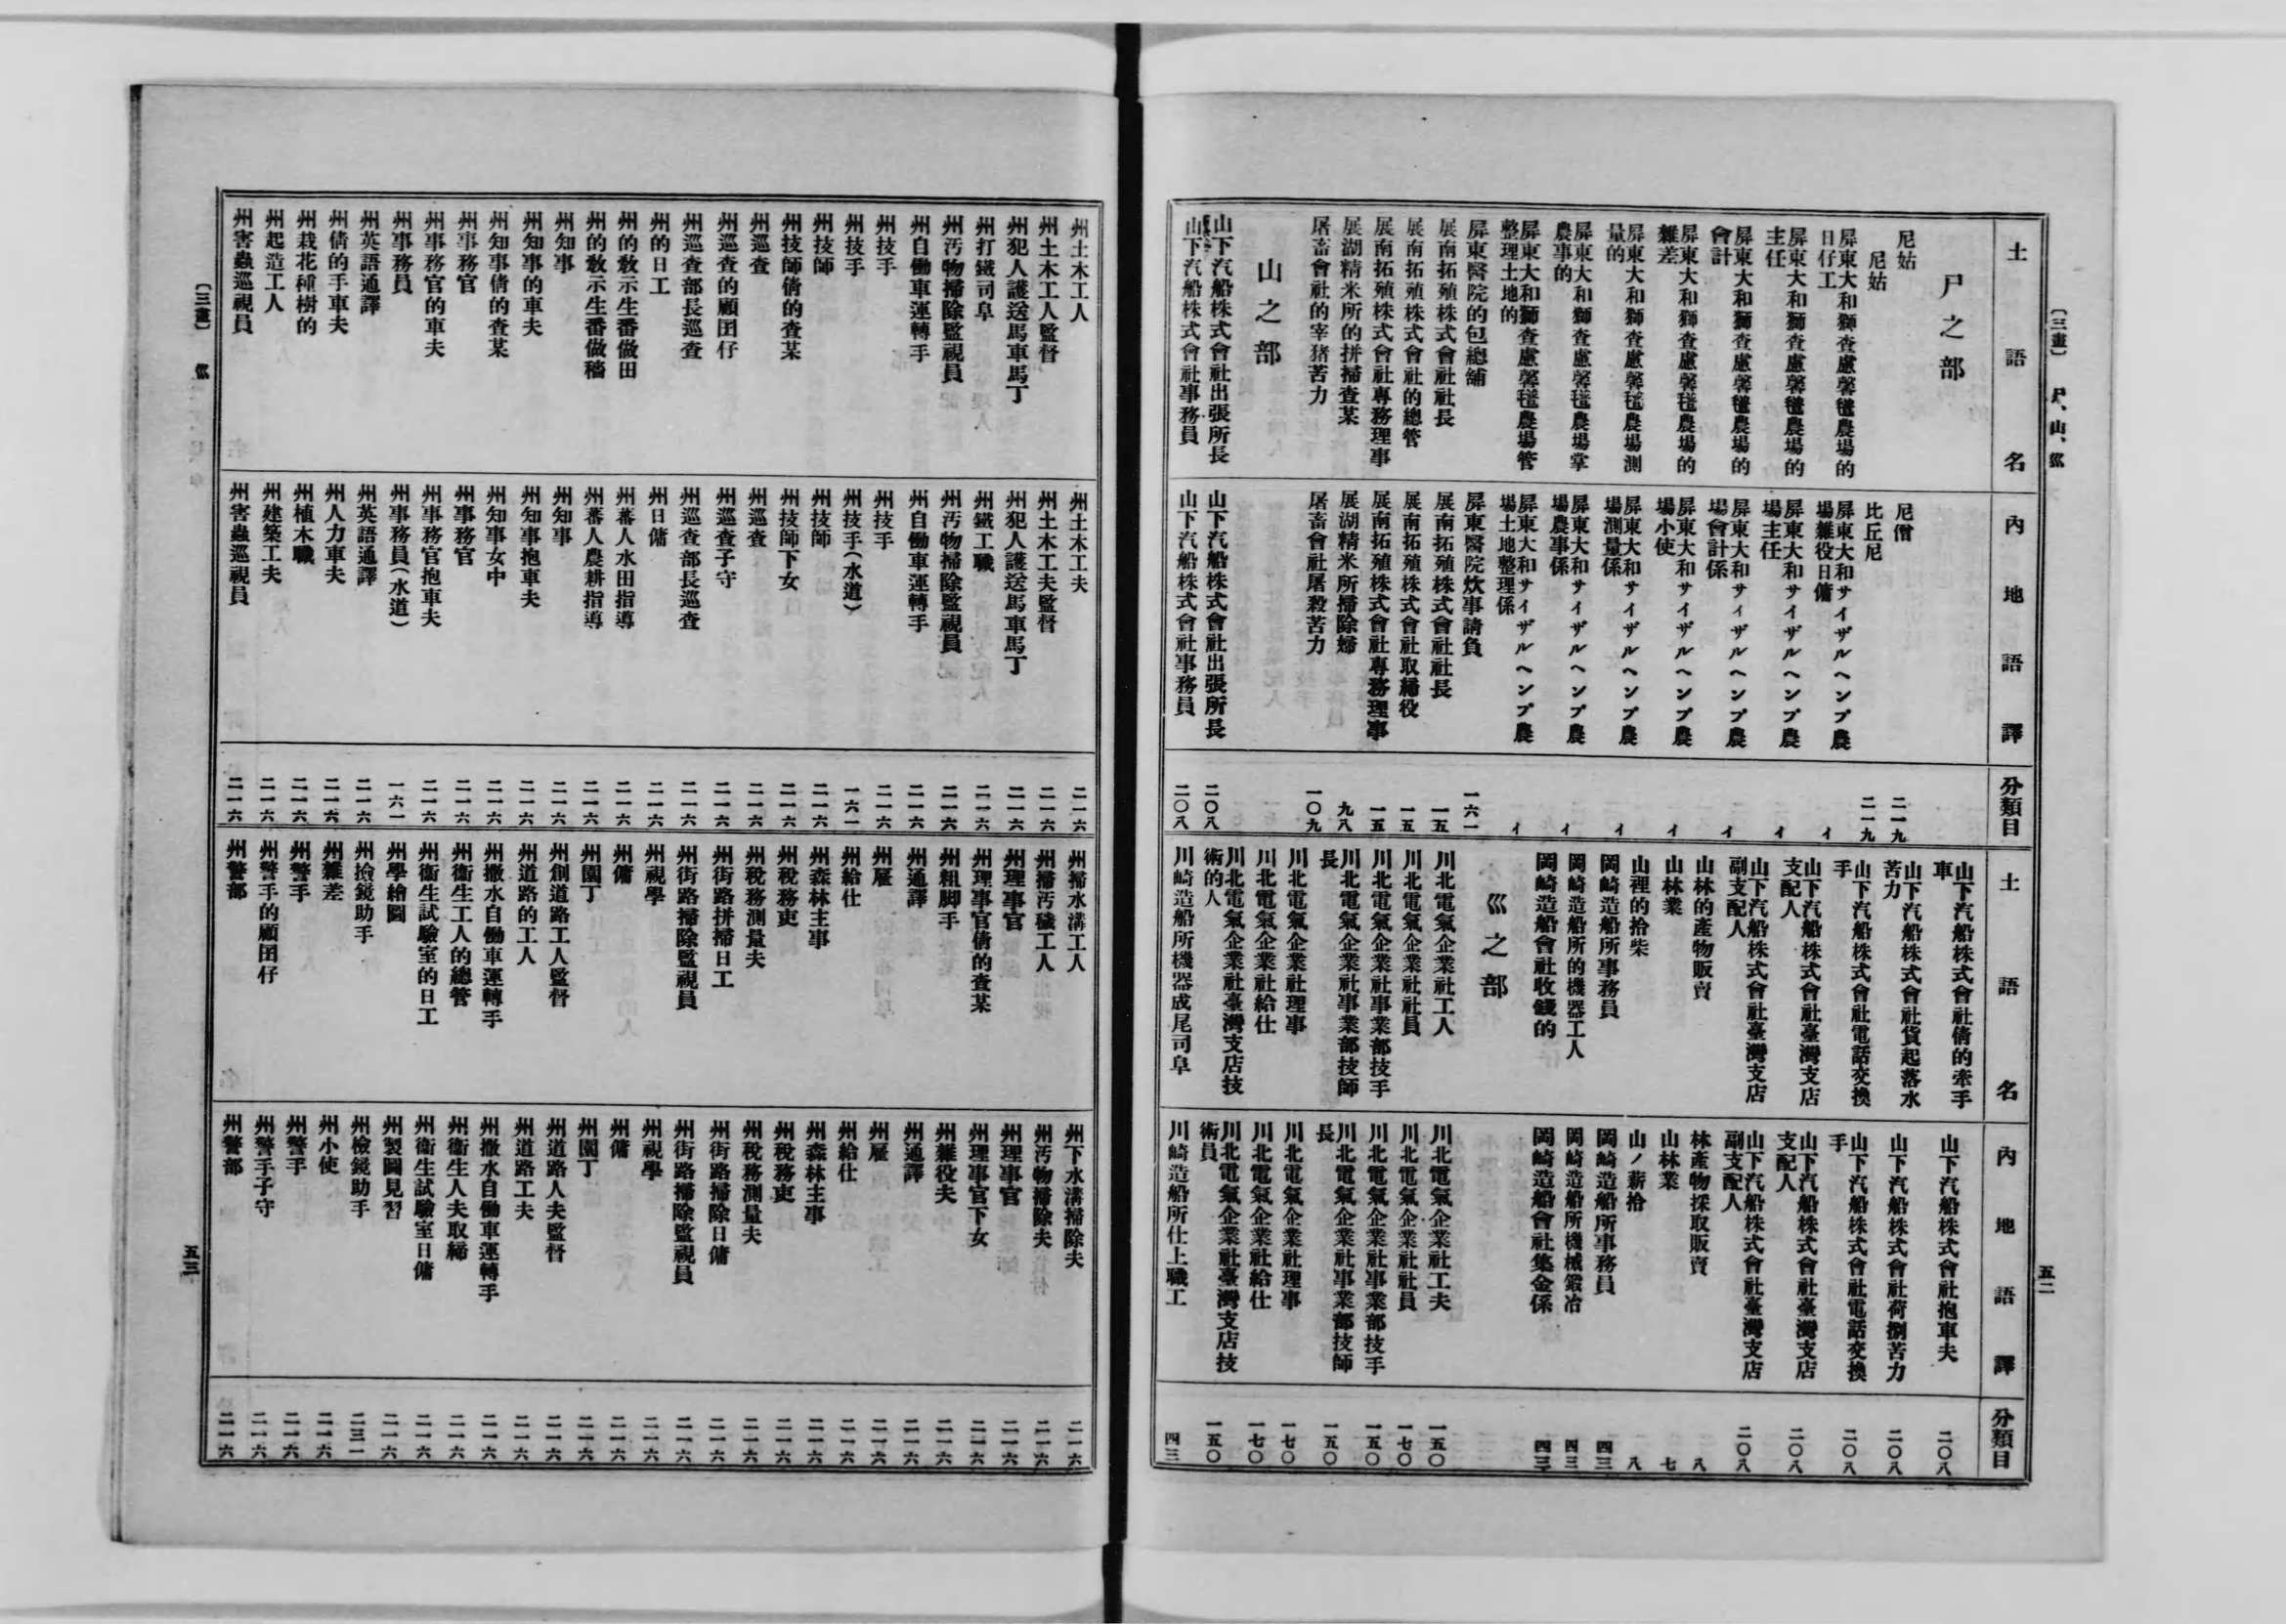 〔三畫〕 尸、山、巛
五二
土語名
內地語譯
分類目
尸之部
尼姑
尼僧
二一九
尼姑
比丘尼
二一九
屏東大和獅查盧馨氆農場的
日仔工
屏東大和サイザルヘンプ農
場雜役日傭
イ
屏東大和獅查盧馨氆農場的
主任
屏東大和サイザルヘンプ農
場主任
イ
屏東大和獅查盧馨氆農場的
會計
屏東大和サイザルヘンプ農
場會計係
イ
屏東大和獅查盧馨氆農場的
雜差
屏東大和サイザルヘンプ農
場小使
イ
屏東大和獅查盧馨氆農場測
量的
屏東大和サイザルヘンプ農
場測量係
イ
屏東大和獅查盧馨氆農場掌
農事的
屏東大和サイザルヘンプ農
場農事係
イ
屏東大和獅查盧馨氆農場管
整理土地的
屏東大和サイザルヘンプ農
場土地整理係
イ
屏東醫院的包總舖
屏東醫院炊事請負
一六一
展南拓殖株式會社社長
展南拓殖株式會社社長
一五
展南拓殖株式會社的總管
展南拓殖株式會社取締役
一五
展南拓殖株式會社專務理事
展南拓殖株式會社專務理事
一五
展湖精米所的拼掃查某
展湖精米所掃除婦
九八
屠畜會社的宰猪苦力
屠畜會社屠殺苦力
一〇九
山之部
山下汽船株式會社出張所長
山下汽船株式會社出張所長
二〇八
山下汽船株式會社事務員
山下汽船株式會社事務員
二〇八
土語名
內地語譯
分類目
山下汽船株式會社倩的牽手
車
山下汽船株式會社抱車夫
二〇八
山下汽船株式會社貨起落水
苦力
山下汽船株式會社荷捌苦力
二〇八
山下汽船株式會社電話交換
手
山下汽船株式會社電話交換
手
二〇八
山下汽船株式會社臺灣支店
支配人
山下汽船株式會社臺灣支店
支配人
二〇八
山下汽船株式會社臺灣支店
副支配人
山下汽船株式會社臺灣支店
副支配人
二〇八
山林的產物販賣
林產物採取販賣
八
山林業
山林業
七
山裡的拾柴
山ノ薪拾
八
岡崎造船所事務員
岡崎造船所事務員
四三
岡崎造船所的機器工人
岡崎造船所機械鍛冶
四三
岡崎造船會社收錢的
岡崎造船會社集金係
四三
巛之部
川北電氣企業社工人
川北電氣企業社工夫
一五〇
川北電氣企業社社員
川北電氣企業社社員
一七〇
川北電氣企業社事業部技手
川北電氣企業社事業部技手
一五〇
川北電氣企業社事業部技師
長
川北電氣企業社事業部技師
長
一五〇
川北電氣企業社理事
川北電氣企業社理事
一七〇
川北電氣企業社給仕
川北電氣企業社給仕
一七〇
川北電氣企業社臺灣支店技
術的人
川北電氣企業社臺灣支店技
術員
一五〇
川崎造船所機器成尾司阜
川崎造船所仕上職工
四三
州土木工人
州土木工夫
二一六
州土木工人監督
州土木工夫監督
二一六
州犯人護送馬車馬丁
州犯人護送馬車馬丁
二一六
州打鐵司阜
州鐵工職
二一六
州汚物掃除監視員
州汚物掃除監視員
二一六
州自働車運轉手
州自働車運轉手
二一六
州技手
州技手
二一六
州技手
州技手(水道)
一六一
州技師
州技師
二一六
州技師倩的查某
州技師下女
二一六
州巡查
州巡查
二一六
州巡查的顧囝仔
州巡查子守
二一六
州巡查部長巡查
州巡查部長巡查
二一六
州的日工
州日傭
二一六
州的敎示生番做田
州蕃人水田指導
二一六
州的敎示生番做穡
州蕃人農耕指導
二一六
州知事
州知事
二一六
州知事的車夫
州知事抱車夫
二一六
州知事倩的查某
州知事女中
二一六
州事務官
州事務官
二一六
州事務官的車夫
州事務官抱車夫
二一六
州事務員
州事務員(水道)
一六一
州英語通譯
州英語通譯
二一六
州倩的手車夫
州人力車夫
二一六
州栽花種樹的
州植木職
二一六
州起造工人
州建築工夫
二一六
州害蟲巡視員
州害蟲巡視員
二一六
州掃水溝工人
州下水溝掃除夫
二一六
州掃汚穢工人
州汚物掃除夫
二一六
州理事官
州理事官
二一六
州理事官倩的查某
州理事官下女
二一六
州粗脚手
州雜役夫
二一六
州通譯
州通譯
二一六
州雇
州雇
二一六
州給仕
州給仕
二一六
州森林主事
州森林主事
二一六
州稅務吏
州稅務吏
二一六
州稅務測量夫
州稅務測量夫
二一六
州街路拼掃日工
州街路掃除日傭
二一六
州街路掃除監視員
州街路掃除監視員
二一六
州視學
州視學
二一六
州傭
州傭
二一六
州園丁
州園丁
二一六
州創道路工人監督
州道路人夫監督
二一六
州道路的工人
州道路工夫
二一六
州撒水自働車運轉手
州撒水自働車運轉手
二一六
州衞生工人的總管
州衞生人夫取締
二一六
州衞生試驗室的日工
州衞生試驗室日傭
二一六
州學繪圖
州製圖見習
二一六
州撿鏡助手
州檢鏡助手
二三一
州雜差
州小使
二一六
州警手
州警手
二一六
州警手的顧囝仔
州警手子守
二一六
州警部
州警部
二一六
〔三畫〕 巛
五三